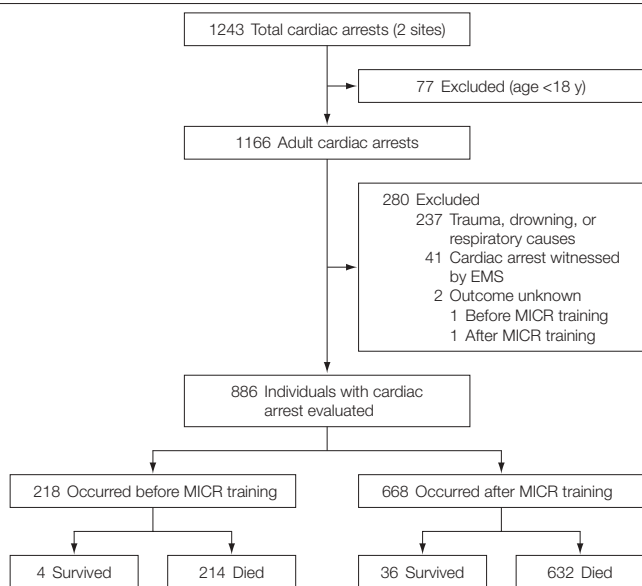 1243 Total cardiac arrests (2 sites)
77 Excluded (age <18 y)
1166 Adult cardiac arrests
280 Excluded
237 Trauma, drowning, or
respiratory causes
41 Cardiac arrest witnessed
by EMS
2 Outcome unknown
1 Before MICR training
1 After MICR training
886 Individuals with cardiac
arrest evaluated
218 Occurred before MICR training
668 Occurred after MICR training
4 Survived
214 Died
36 Survived
632 Died